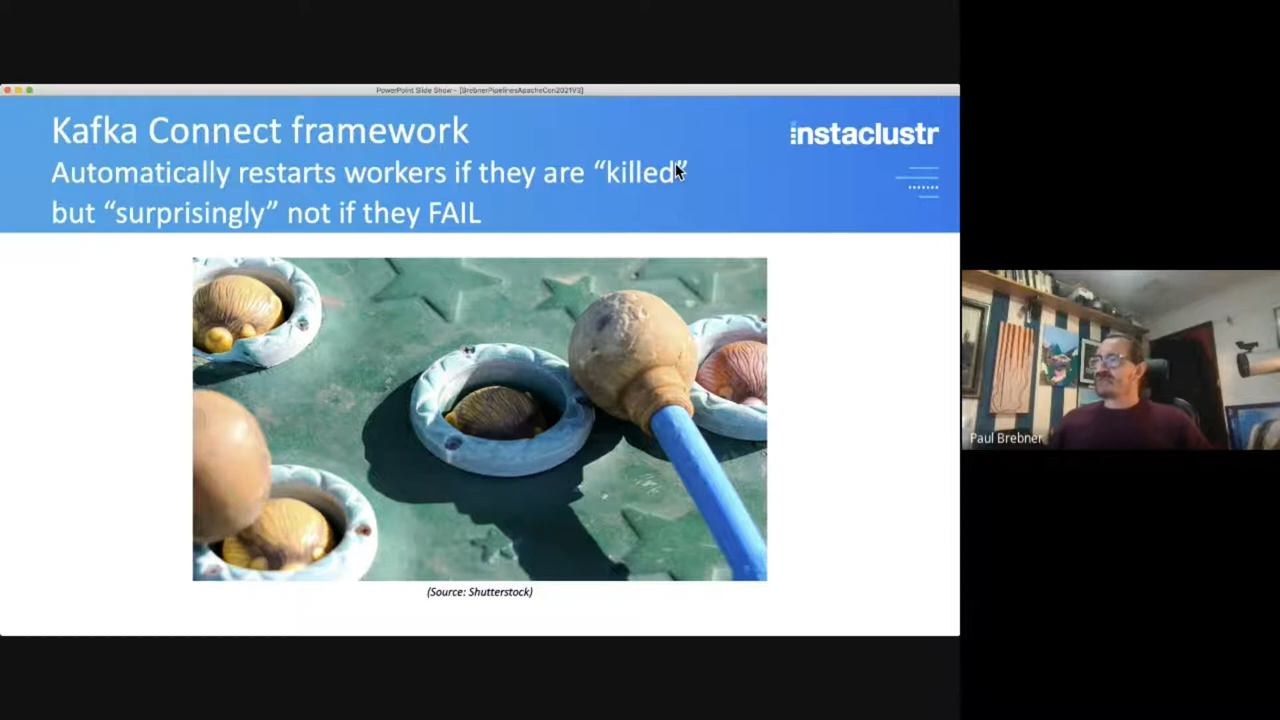 PowerPoint Slide Show - [BrebnerPipelinesApacheCon2021V3]
Kafka Connect framework
instaclustr
Automatically restarts workers if they are “killed”
but “surprisingly” not if they FAIL
Paul Brebner
(Source: Shutterstock)